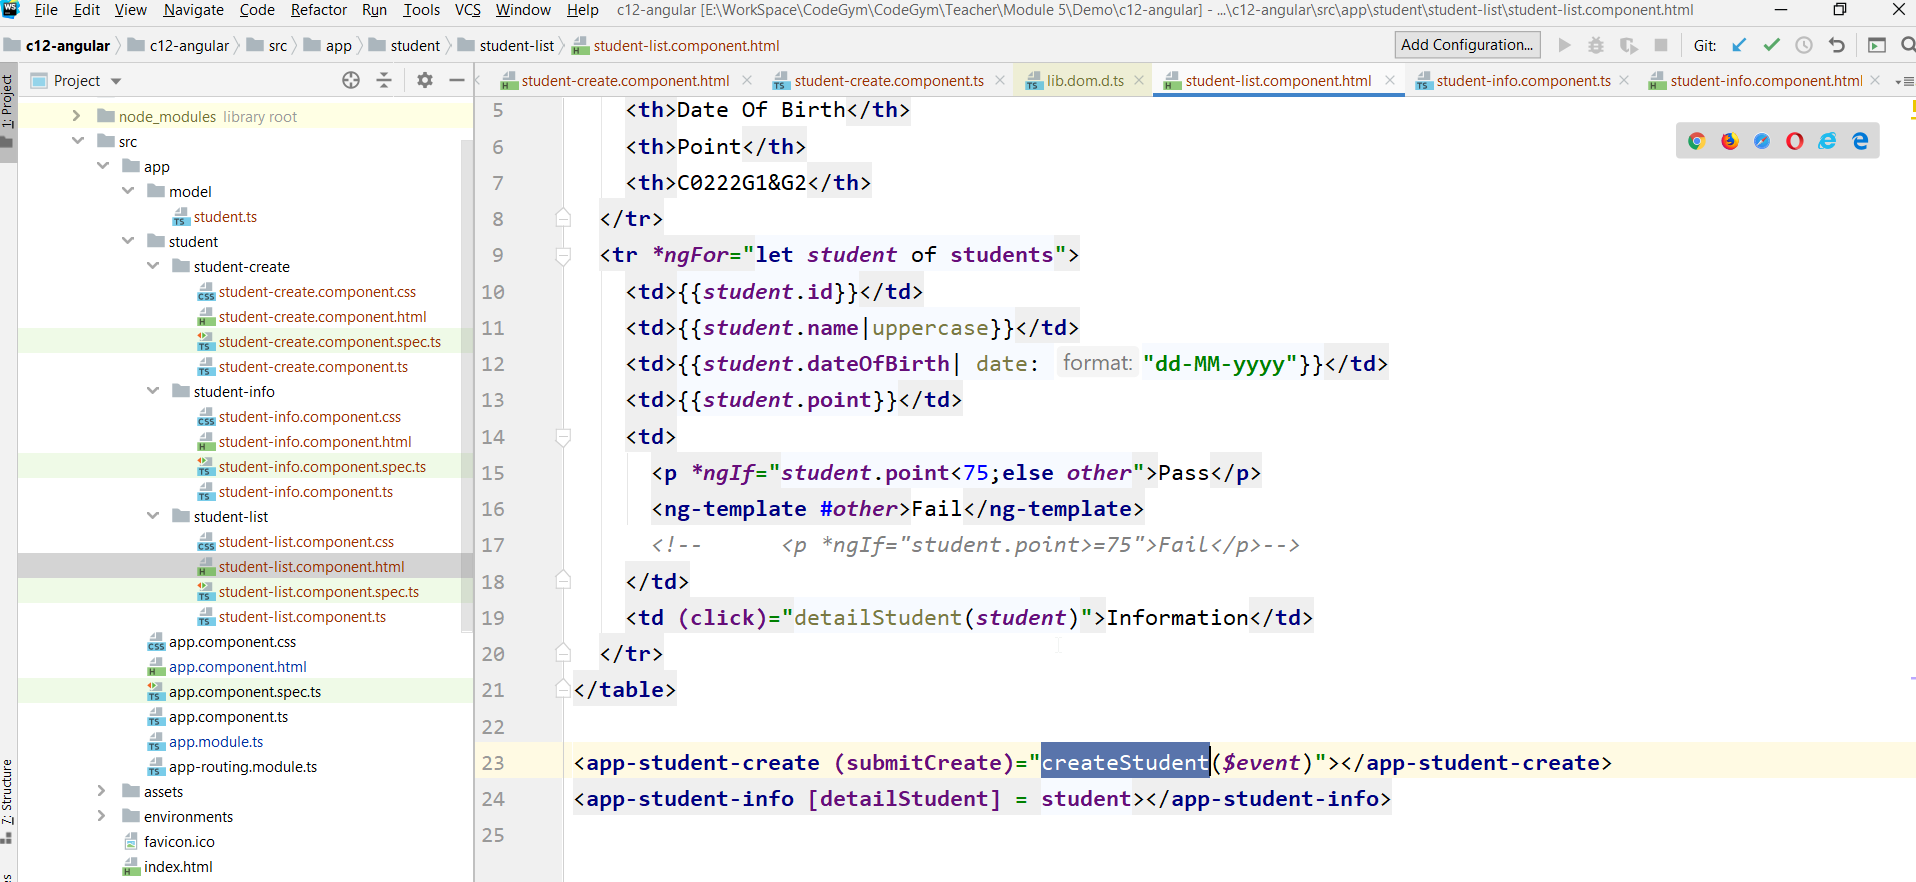 WS File Edit View Navigate Code Refactor Run Tools VCS Window Help c12-angular [E:\WorkSpace\CodeGym\CodeGym\Teacher\Module 5\Demo\c12-angular] - ...\c12-angular\src\app\student\student-list\student-list.component.html
c12-angular c12-angular src app student student-list student-list.component.html Add Configuration... Git:
1: Project
7: Structure
Project
student-create.component.html student-create.component.ts lib.dom.d.ts student-list.component.html student-info.component.ts student-info.component.html
node_modules library root
src
app
model
student.ts
student
student-create
student-create.component.css
student-create.component.html
student-create.component.spec.ts
student-create.component.ts
student-info
student-info.component.css
student-info.component.html
student-info.component.spec.ts
student-info.component.ts
student-list
student-list.component.css
student-list.component.html
student-list.component.spec.ts
student-list.component.ts
app.component.css
app.component.html
app.component.spec.ts
app.component.ts
app.module.ts
app-routing.module.ts
assets
environments
favicon.ico
index.html
5 <th>Date Of Birth</th>
6 <th>Point</th>
7 <th>C0222G1&G2</th>
8 </tr>
9 <tr *ngFor="let student of students">
10 <td>{{student.id}}</td>
11 <td>{{student.name|uppercase}}</td>
12 <td>{{student.dateOfBirth| date: format: "dd-MM-yyyy"}}</td>
13 <td>{{student.point}}</td>
14 <td>
15 <p *ngIf="student.point<75;else other">Pass</p>
16 <ng-template #other>Fail</ng-template>
17 <!-- <p *ngIf="student.point>=75">Fail</p>-->
18 </td>
19 <td (click)="detailStudent(student)">Information</td>
20 </tr>
21 </table>
22
23 <app-student-create (submitCreate)="createStudent($event)"></app-student-create>
24 <app-student-info [detailStudent] = student></app-student-info>
25